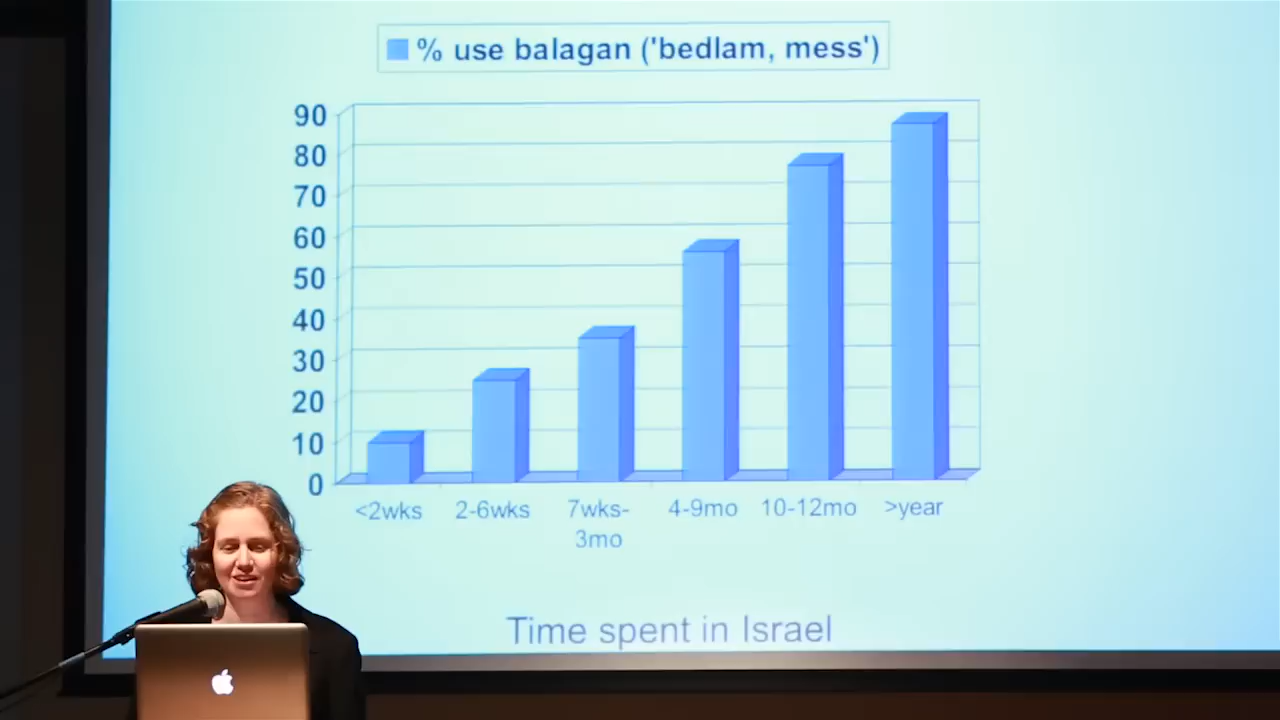 % use balagan ('bedlam, mess')
90
80
70
60
50
40
30
20
10
0
<2wks 2-6wks 7wks- 4-9mo 10-12mo >year
3mo
Time spent in Israel